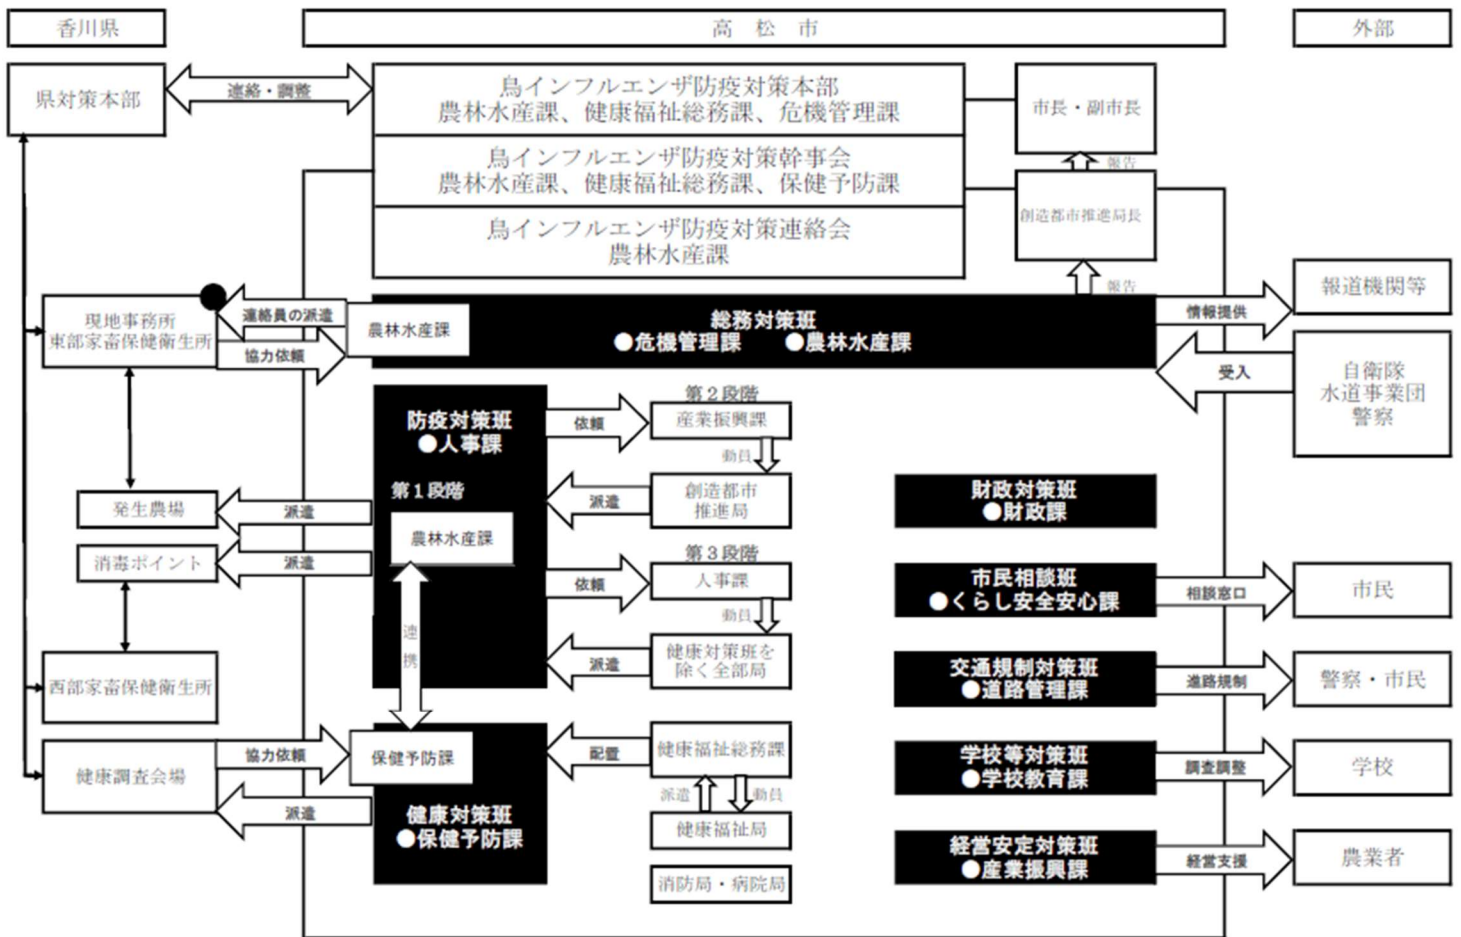 香川県
高松市
外部
県対策本部
連絡・調整
鳥インフルエンザ防疫対策本部
農林水産課、健康福祉総務課、危機管理課
市長・副市長
報告
鳥インフルエンザ防疫対策幹事会
農林水産課、健康福祉総務課、保健予防課
創造都市推進局長
鳥インフルエンザ防疫対策連絡会
農林水産課
報告
現地事務所
東部家畜保健衛生所
連絡員の派遣
協力依頼
農林水産課
総務対策班
●危機管理課 ●農林水産課
情報提供
報道機関等
受入
自衛隊
水道事業団
警察
防疫対策班
●人事課
第1段階
農林水産課
依頼
第2段階
産業振興課
動員
派遣
創造都市
推進局
依頼
第3段階
人事課
動員
派遣
健康対策班を
除く全部局
発生農場
派遣
消毒ポイント
派遣
連携
西部家畜保健衛生所
健康調査会場
協力依頼
派遣
保健予防課
健康対策班
●保健予防課
配置
健康福祉総務課
派遣
動員
健康福祉局
消防局・病院局
財政対策班
●財政課
市民相談班
●くらし安全安心課
相談窓口
市民
交通規制対策班
●道路管理課
進路規制
警察・市民
学校等対策班
●学校教育課
調査調整
学校
経営安定対策班
●産業振興課
経営支援
農業者